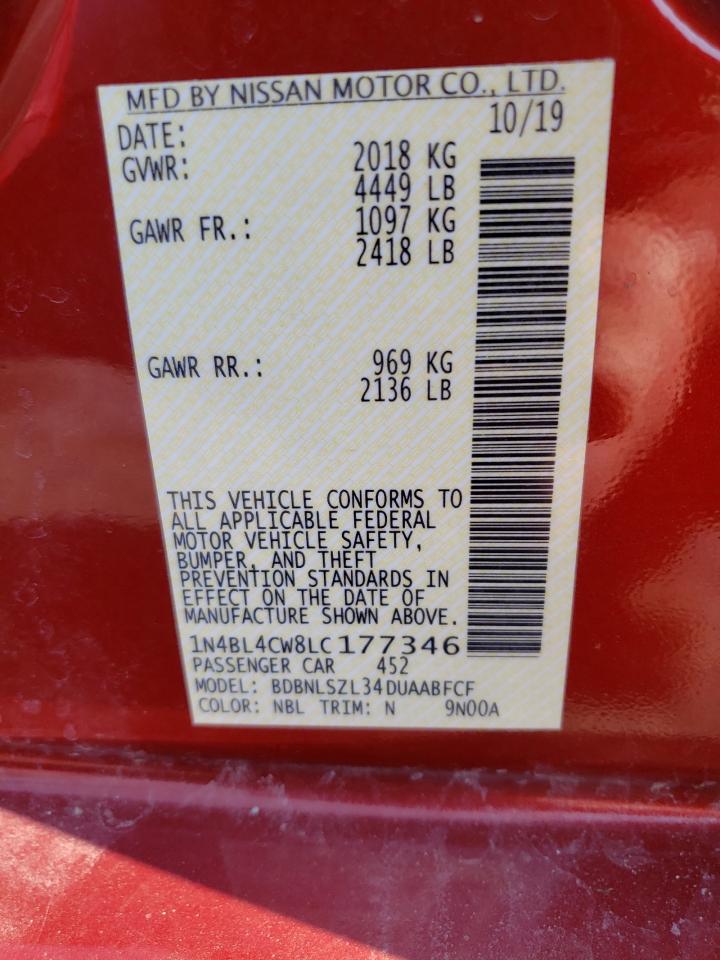 MFD BY NISSAN MOTOR CO., LTD.
DATE: 10/19
GVWR: 2018 KG
4449 LB
GAWR FR.: 1097 KG
2418 LB
GAWR RR.: 969 KG
2136 LB
THIS VEHICLE CONFORMS TO
ALL APPLICABLE FEDERAL
MOTOR VEHICLE SAFETY,
BUMPER, AND THEFT
PREVENTION STANDARDS IN
EFFECT ON THE DATE OF
MANUFACTURE SHOWN ABOVE.
1N4BL4CW8LC177346
PASSENGER CAR 452
MODEL: BDBNLSZL34DUAABFCF
COLOR: NBL TRIM: N 9N00A